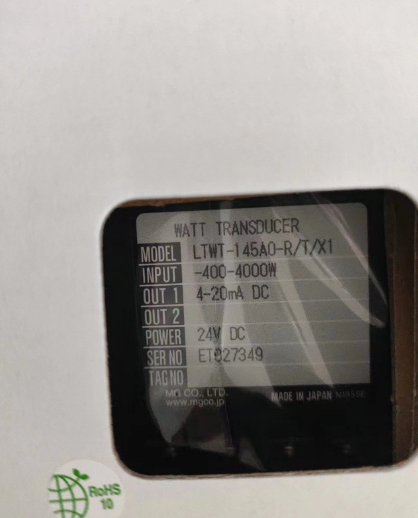 WATT TRANSDUCER
MODEL LTWT-145A0-R/T/X1
INPUT -400-4000W
OUT 1 4-20mA DC
OUT 2
POWER 24V DC
SER NO ET027349
TAG NO
MG CO., LTD.
www.mgco.jp
MADE IN JAPAN
RoHS
10